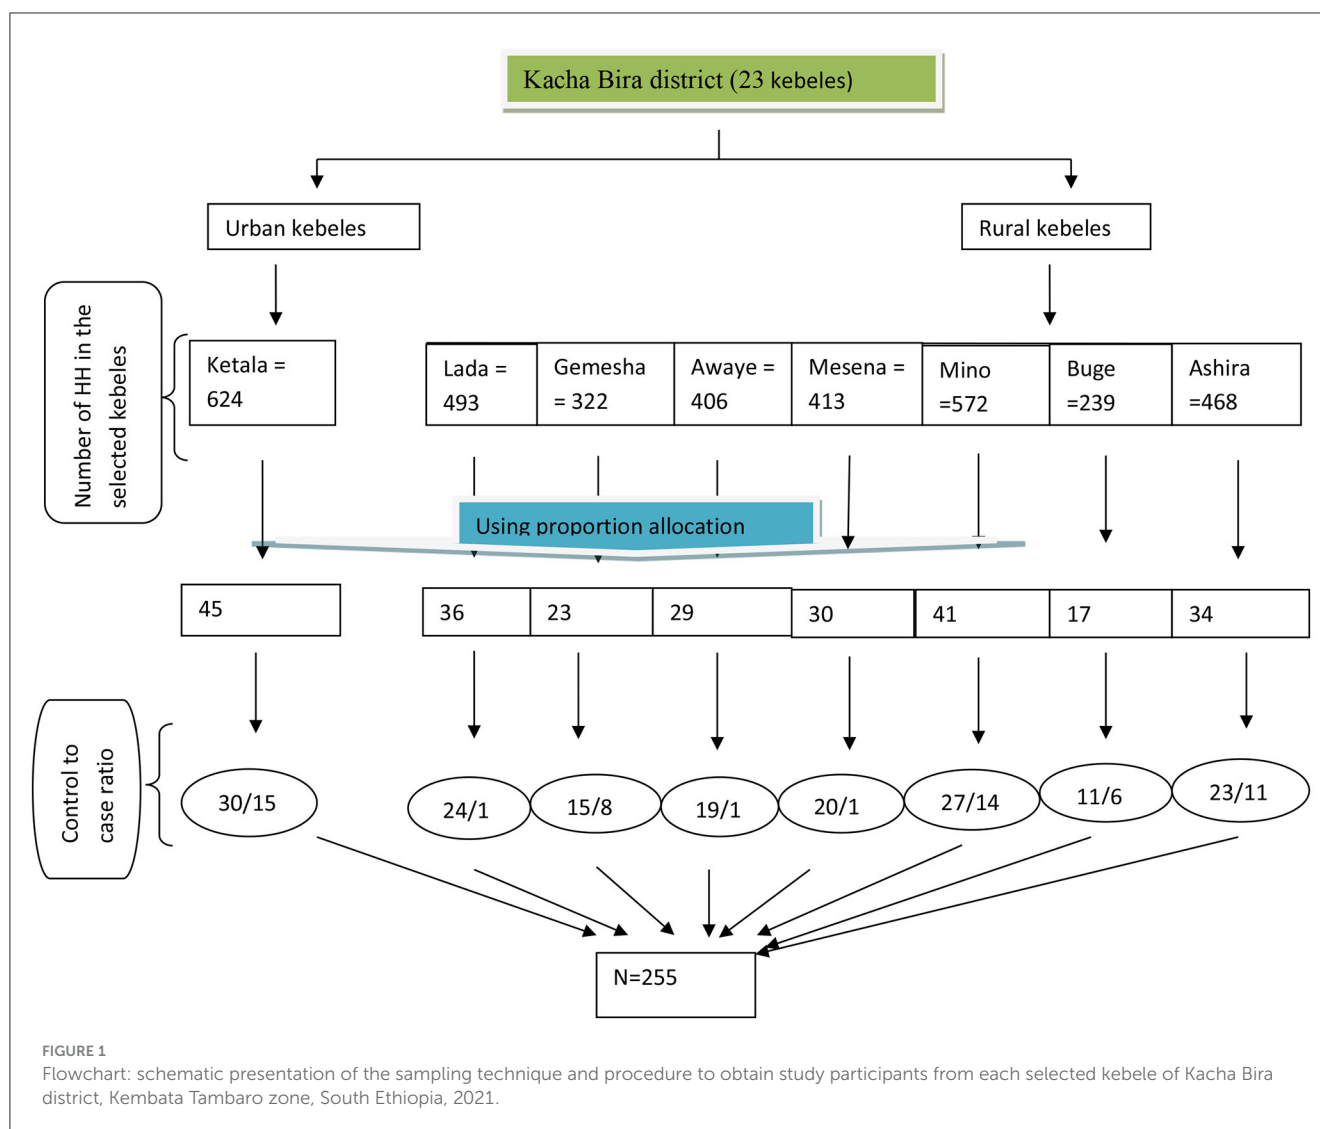 Kacha Bira district (23 kebeles)
Urban kebeles
Rural kebeles
Number of HH in the
selected kebeles
Ketala =
624
Lada =
493
Gemesha
= 322
Awaye =
406
Mesena =
413
Mino
=572
Buge
=239
Ashira
=468
Using proportion allocation
45
36
23
29
30
41
17
34
Control to
case ratio
30/15
24/1
15/8
19/1
20/1
27/14
11/6
23/11
N=255
FIGURE 1
Flowchart: schematic presentation of the sampling technique and procedure to obtain study participants from each selected kebele of Kacha Bira
district, Kembata Tambaro zone, South Ethiopia, 2021.